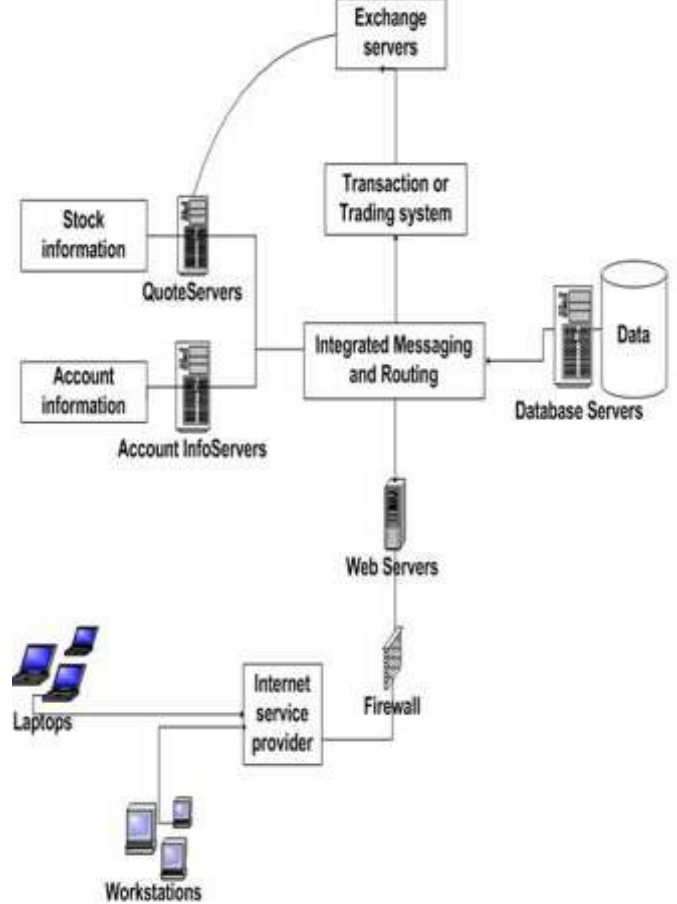 Exchange
servers
Transaction or
Trading system
Stock
information
QuoteServers
Integrated Messaging
and Routing
Data
Database Servers
Account
information
Account InfoServers
Web Servers
Internet
service
provider
Firewall
Laptops
Workstations